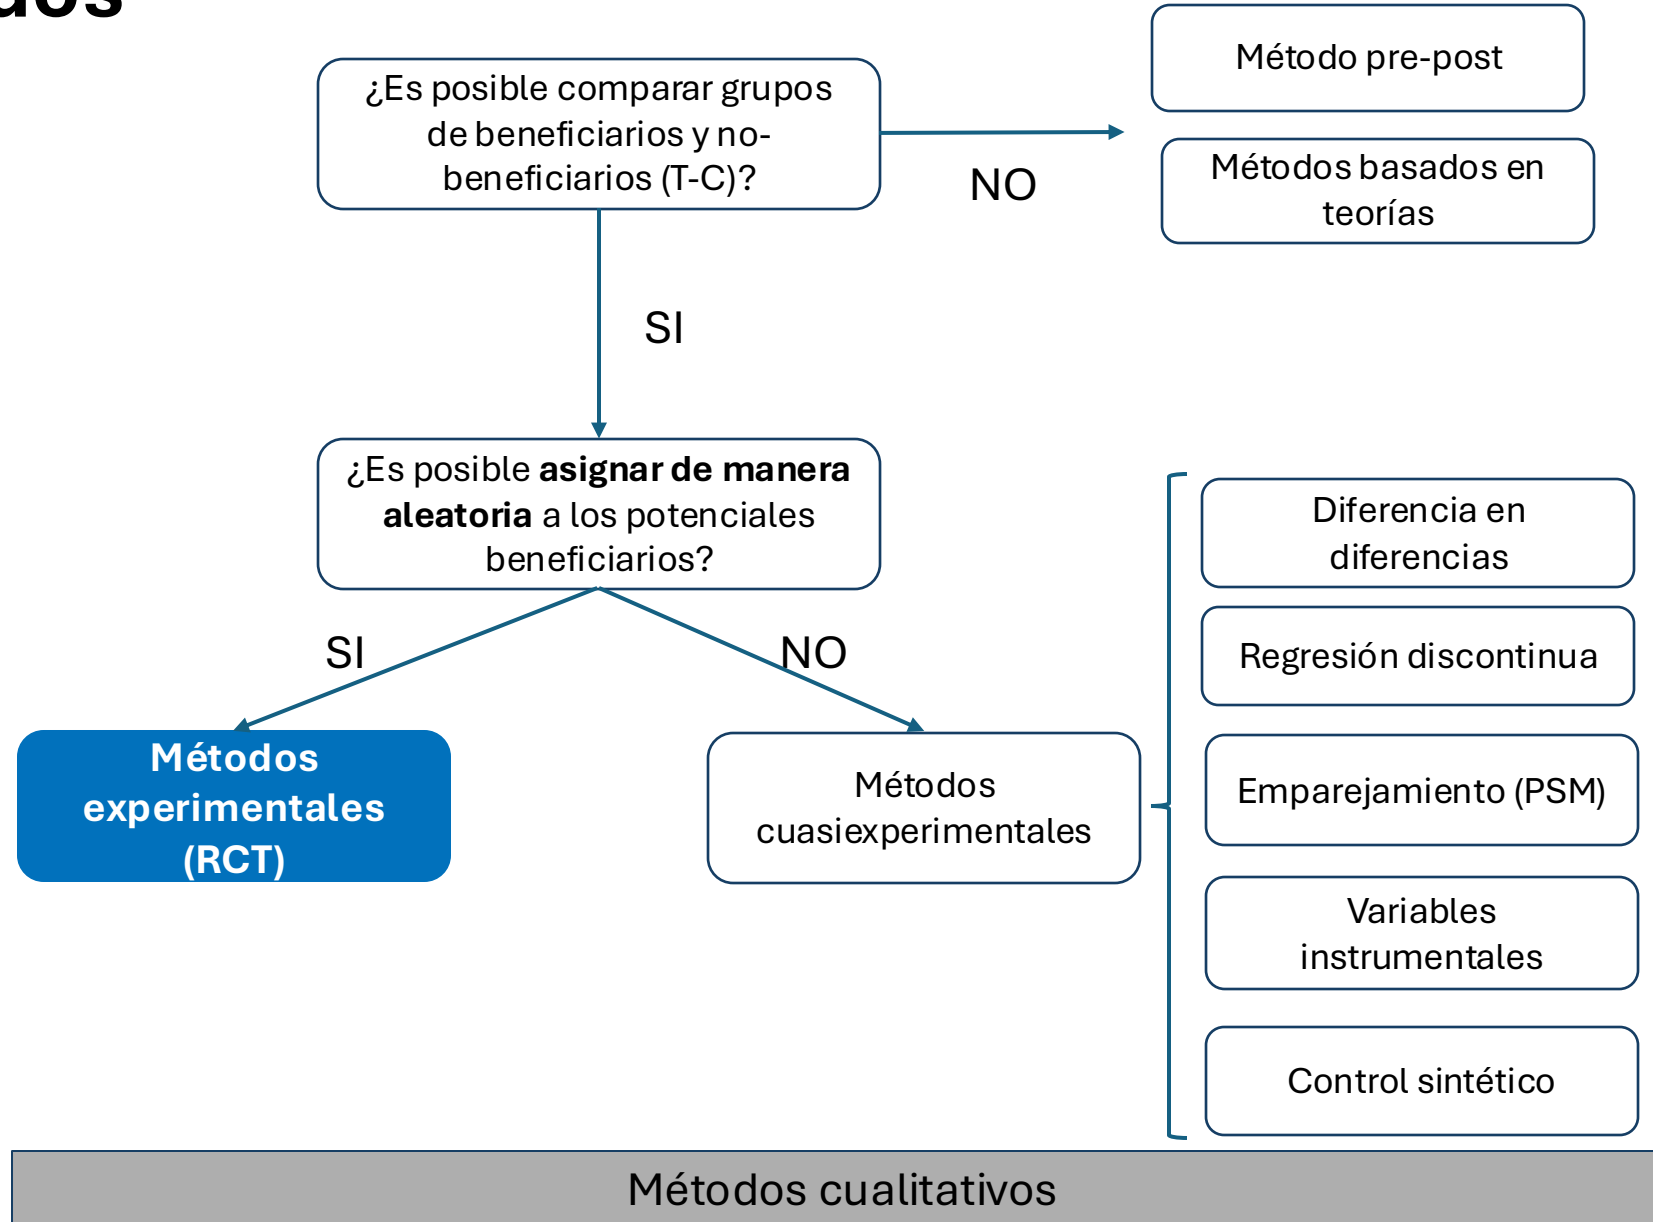 ¿Es posible comparar grupos
de beneficiarios y no-
beneficiarios (T-C)?
NO
Método pre-post
Métodos basados en
teorías
SI
¿Es posible asignar de manera
aleatoria a los potenciales
beneficiarios?
SI
NO
Métodos
experimentales
(RCT)
Métodos
cuasiexperimentales
Diferencia en
diferencias
Regresión discontinua
Emparejamiento (PSM)
Variables
instrumentales
Control sintético
Métodos cualitativos